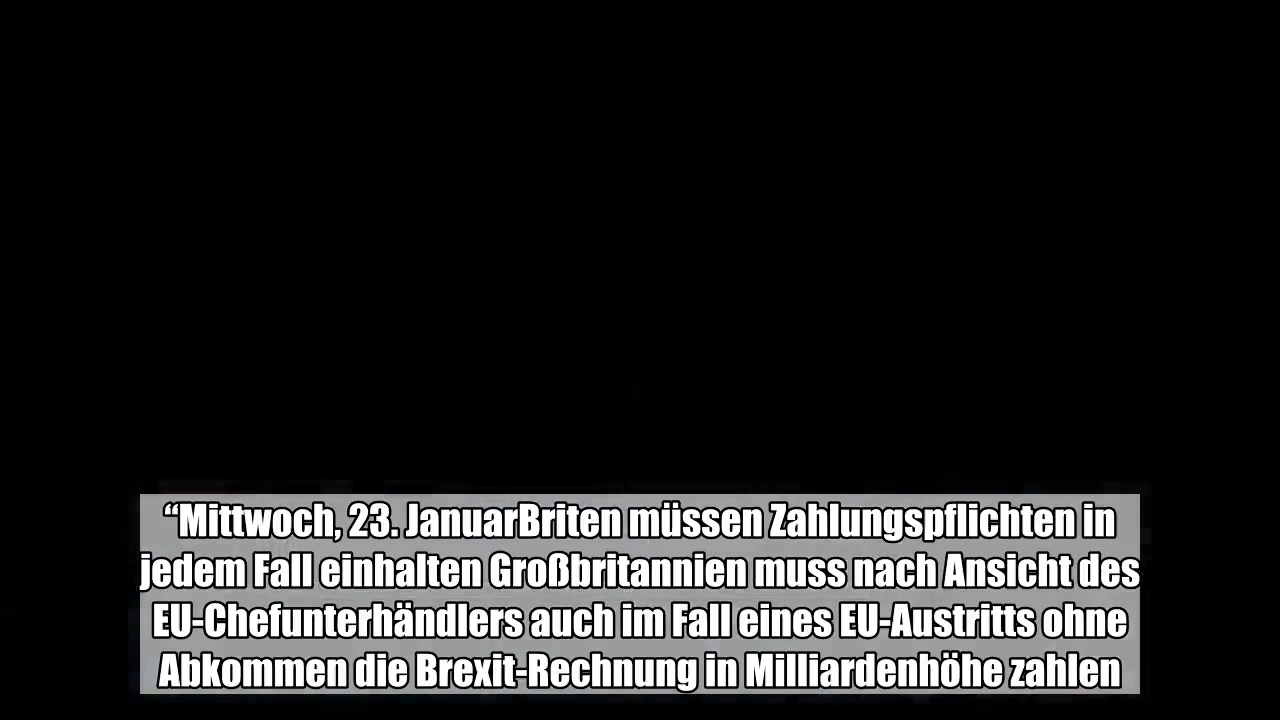 “Mittwoch, 23. JanuarBriten müssen Zahlungspflichten in
jedem Fall einhalten Großbritannien muss nach Ansicht des
EU-Chefunterhändlers auch im Fall eines EU-Austritts ohne
Abkommen die Brexit-Rechnung in Milliardenhöhe zahlen